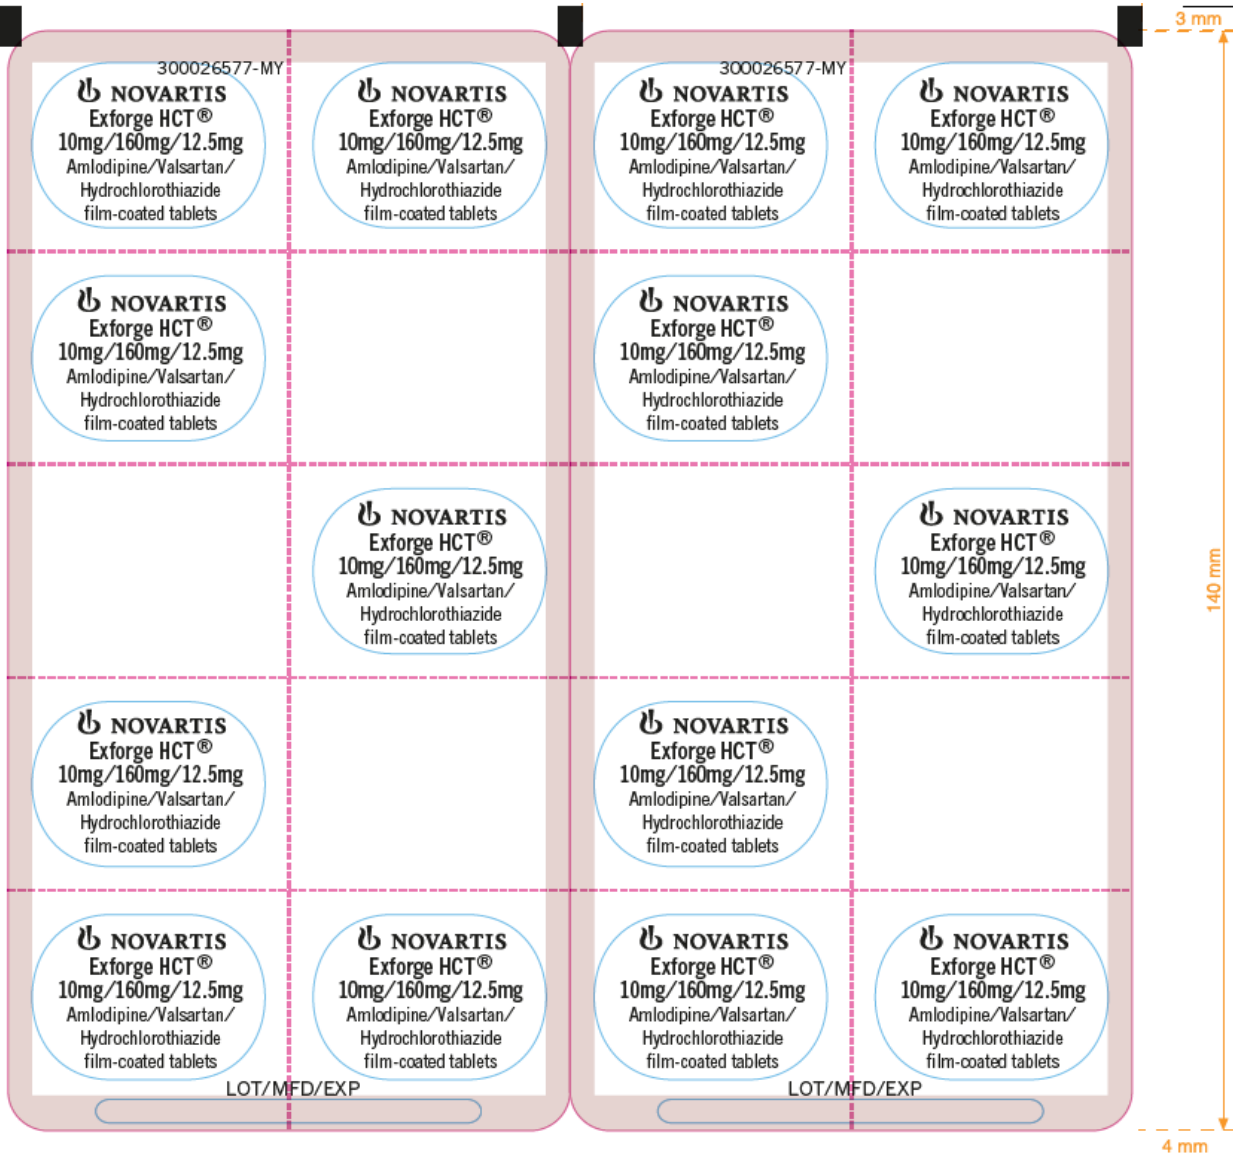 3 mm
300026577-MY
300026577-MY
NOVARTIS
Exforge HCT®
10mg/160mg/12.5mg
Amlodipine/Valsartan/
Hydrochlorothiazide
film-coated tablets
NOVARTIS
Exforge HCT®
10mg/160mg/12.5mg
Amlodipine/Valsartan/
Hydrochlorothiazide
film-coated tablets
NOVARTIS
Exforge HCT®
10mg/160mg/12.5mg
Amlodipine/Valsartan/
Hydrochlorothiazide
film-coated tablets
NOVARTIS
Exforge HCT®
10mg/160mg/12.5mg
Amlodipine/Valsartan/
Hydrochlorothiazide
film-coated tablets
NOVARTIS
Exforge HCT®
10mg/160mg/12.5mg
Amlodipine/Valsartan/
Hydrochlorothiazide
film-coated tablets
NOVARTIS
Exforge HCT®
10mg/160mg/12.5mg
Amlodipine/Valsartan/
Hydrochlorothiazide
film-coated tablets
NOVARTIS
Exforge HCT®
10mg/160mg/12.5mg
Amlodipine/Valsartan/
Hydrochlorothiazide
film-coated tablets
NOVARTIS
Exforge HCT®
10mg/160mg/12.5mg
Amlodipine/Valsartan/
Hydrochlorothiazide
film-coated tablets
140 mm
NOVARTIS
Exforge HCT®
10mg/160mg/12.5mg
Amlodipine/Valsartan/
Hydrochlorothiazide
film-coated tablets
NOVARTIS
Exforge HCT®
10mg/160mg/12.5mg
Amlodipine/Valsartan/
Hydrochlorothiazide
film-coated tablets
NOVARTIS
Exforge HCT®
10mg/160mg/12.5mg
Amlodipine/Valsartan/
Hydrochlorothiazide
film-coated tablets
NOVARTIS
Exforge HCT®
10mg/160mg/12.5mg
Amlodipine/Valsartan/
Hydrochlorothiazide
film-coated tablets
NOVARTIS
Exforge HCT®
10mg/160mg/12.5mg
Amlodipine/Valsartan/
Hydrochlorothiazide
film-coated tablets
NOVARTIS
Exforge HCT®
10mg/160mg/12.5mg
Amlodipine/Valsartan/
Hydrochlorothiazide
film-coated tablets
LOT/MFD/EXP
LOT/MFD/EXP
4 mm